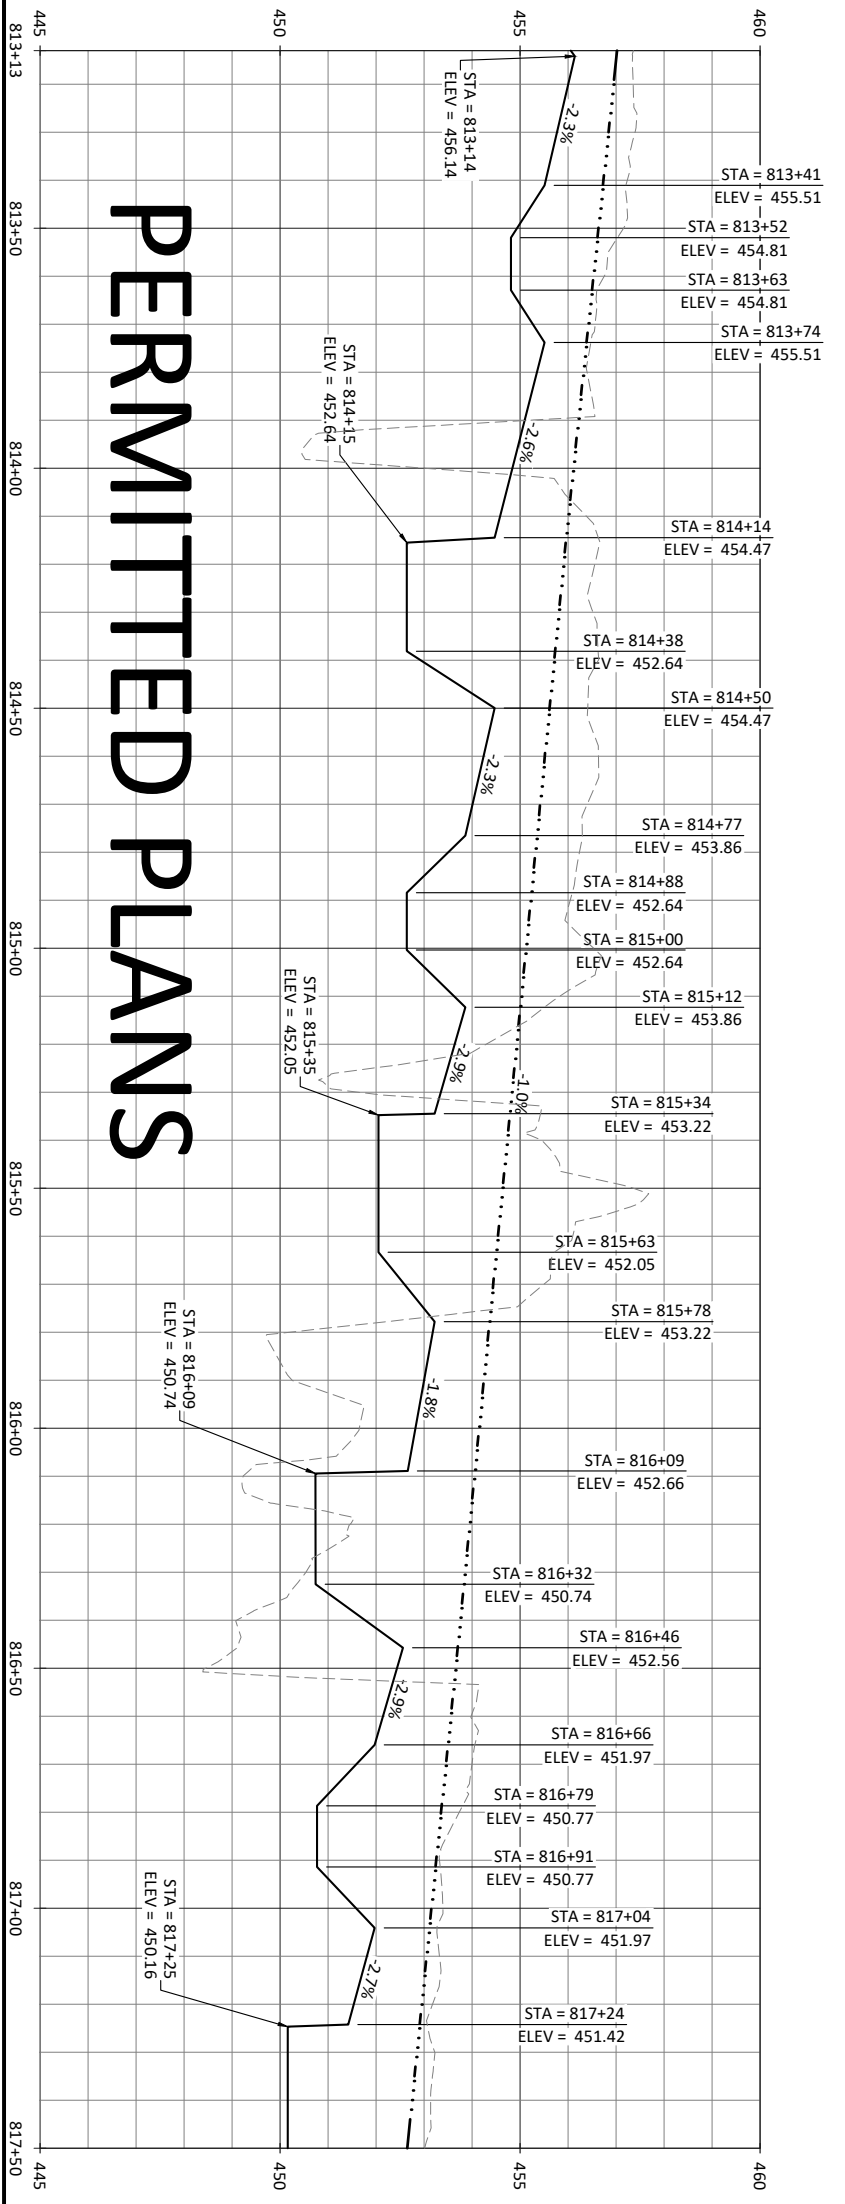 460
455
450
445
813+13
813+50
814+00
814+50
815+00
815+50
816+00
816+50
817+00
817+50
460
455
450
445
STA = 813+14
ELEV = 456.14
-2.3%
STA = 813+41
ELEV = 455.51
STA = 813+52
ELEV = 454.81
STA = 813+63
ELEV = 454.81
STA = 813+74
ELEV = 455.51
-2.6%
STA = 814+14
ELEV = 454.47
STA = 814+15
ELEV = 452.64
STA = 814+38
ELEV = 452.64
STA = 814+50
ELEV = 454.47
-2.3%
STA = 814+77
ELEV = 453.86
STA = 814+88
ELEV = 452.64
STA = 815+00
ELEV = 452.64
STA = 815+12
ELEV = 453.86
-2.9%
-1.0%
STA = 815+34
ELEV = 453.22
STA = 815+35
ELEV = 452.05
STA = 815+63
ELEV = 452.05
STA = 815+78
ELEV = 453.22
-1.8%
STA = 816+09
ELEV = 452.66
STA = 816+09
ELEV = 450.74
STA = 816+32
ELEV = 450.74
STA = 816+46
ELEV = 452.56
-2.9%
STA = 816+66
ELEV = 451.97
STA = 816+79
ELEV = 450.77
STA = 816+91
ELEV = 450.77
STA = 817+04
ELEV = 451.97
-2.7%
STA = 817+24
ELEV = 451.42
STA = 817+25
ELEV = 450.16
PERMITTED PLANS